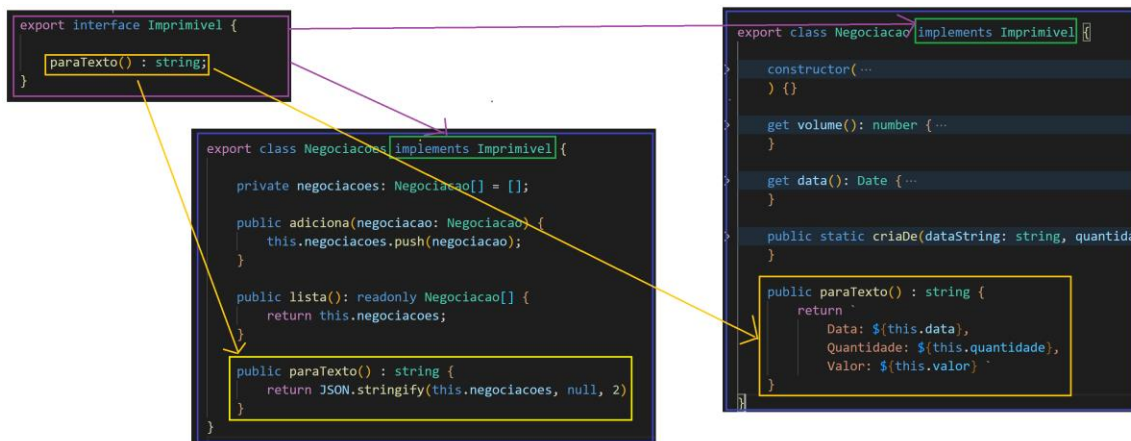 export interface Imprimivel {
paraTexto() : string;
}
export class Negociacoes implements Imprimivel {
private negociacoes: Negociacao[] = [];
public adiciona(negociacao: Negociacao) {
this.negociacoes.push(negociacao);
}
public lista(): readonly Negociacao[] {
return this.negociacoes;
}
public paraTexto() : string {
return JSON.stringify(this.negociacoes, null, 2)
}
}
export class Negociacao implements Imprimivel {
constructor( ...
) {}
get volume(): number { ...
}
get data(): Date { ...
}
public static criaDe(dataString: string, quantida
}
public paraTexto() : string {
return `
Data: ${this.data},
Quantidade: ${this.quantidade},
Valor: ${this.valor} `
}
}